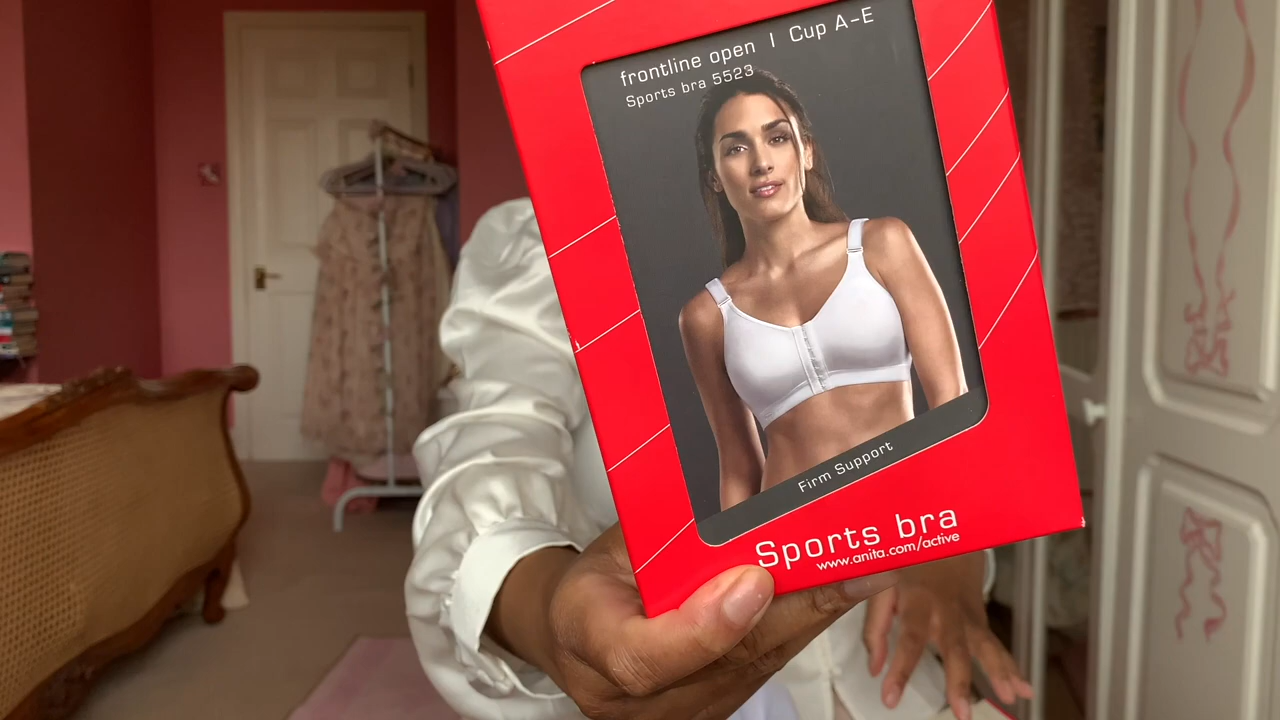 frontline open | Cup A-E
Sports bra 5523
Firm Support
Sports bra
www.anita.com/active